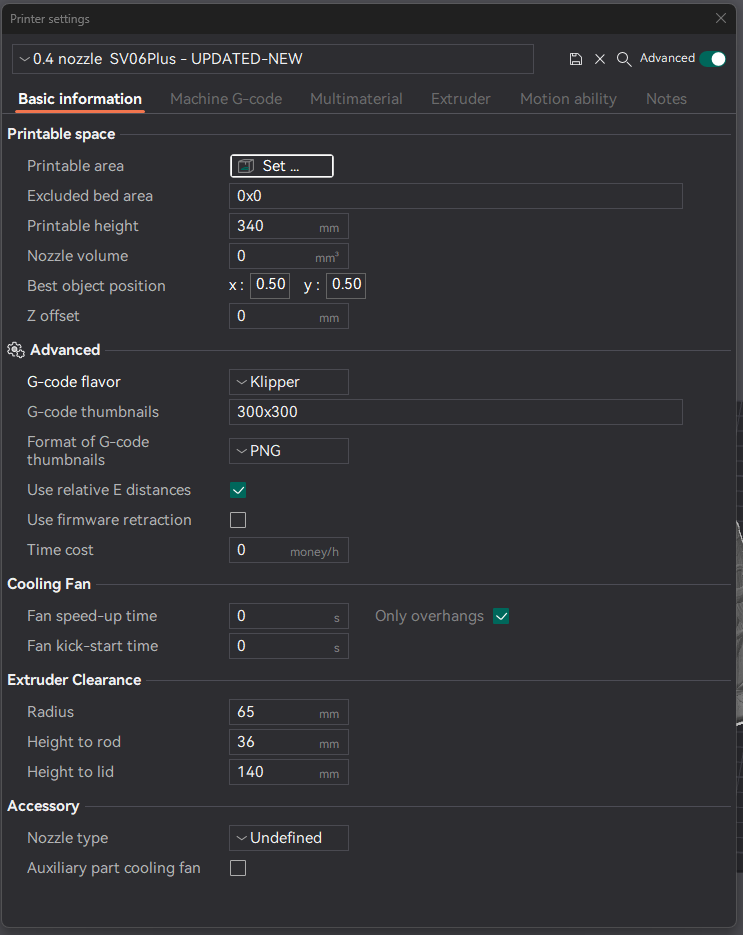 Printer settings
0.4 nozzle SV06Plus - UPDATED-NEW
Advanced
Basic information Machine G-code Multimaterial Extruder Motion ability Notes
Printable space
Printable area Set ...
Excluded bed area 0x0
Printable height 340 mm
Nozzle volume 0 mm³
Best object position x : 0.50 y : 0.50
Z offset 0 mm
Advanced
G-code flavor Klipper
G-code thumbnails 300x300
Format of G-code
thumbnails PNG
Use relative E distances
Use firmware retraction
Time cost 0 money/h
Cooling Fan
Fan speed-up time 0 s Only overhangs
Fan kick-start time 0 s
Extruder Clearance
Radius 65 mm
Height to rod 36 mm
Height to lid 140 mm
Accessory
Nozzle type Undefined
Auxiliary part cooling fan